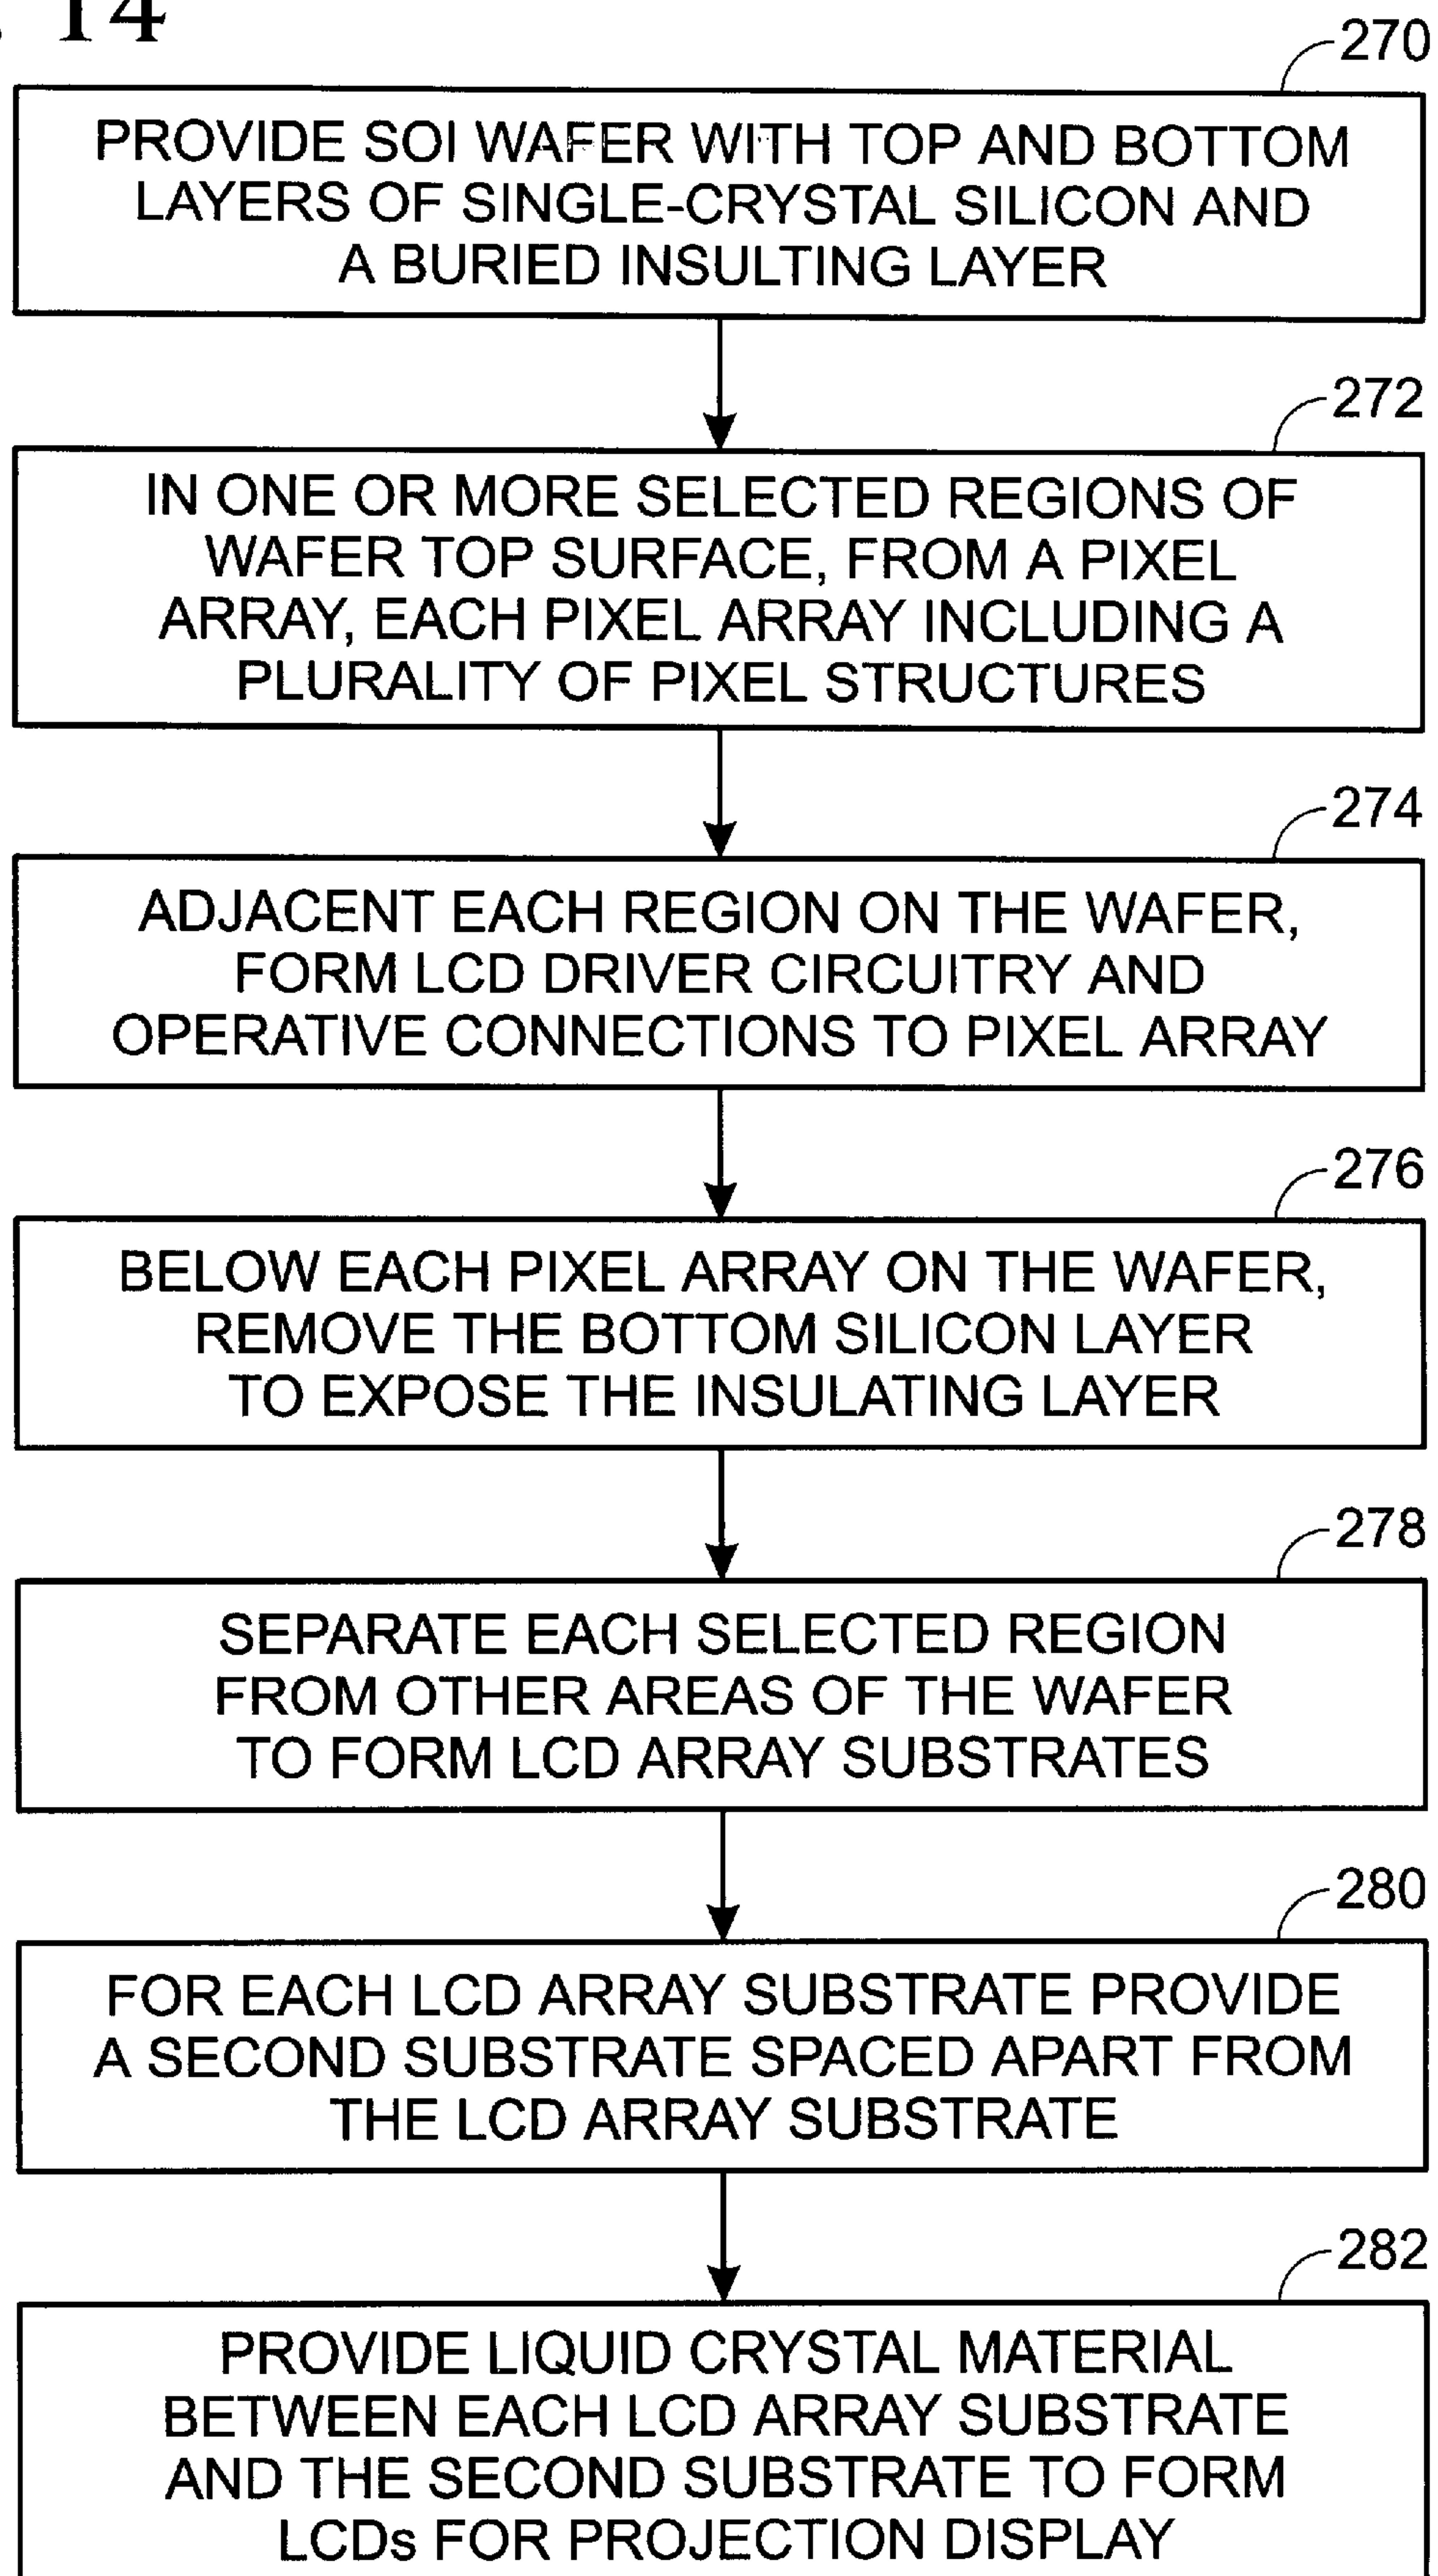 14
270
PROVIDE SOI WAFER WITH TOP AND BOTTOM
LAYERS OF SINGLE-CRYSTAL SILICON AND
A BURIED INSULTING LAYER
272
IN ONE OR MORE SELECTED REGIONS OF
WAFER TOP SURFACE, FROM A PIXEL
ARRAY, EACH PIXEL ARRAY INCLUDING A
PLURALITY OF PIXEL STRUCTURES
274
ADJACENT EACH REGION ON THE WAFER,
FORM LCD DRIVER CIRCUITRY AND
OPERATIVE CONNECTIONS TO PIXEL ARRAY
276
BELOW EACH PIXEL ARRAY ON THE WAFER,
REMOVE THE BOTTOM SILICON LAYER
TO EXPOSE THE INSULATING LAYER
278
SEPARATE EACH SELECTED REGION
FROM OTHER AREAS OF THE WAFER
TO FORM LCD ARRAY SUBSTRATES
280
FOR EACH LCD ARRAY SUBSTRATE PROVIDE
A SECOND SUBSTRATE SPACED APART FROM
THE LCD ARRAY SUBSTRATE
282
PROVIDE LIQUID CRYSTAL MATERIAL
BETWEEN EACH LCD ARRAY SUBSTRATE
AND THE SECOND SUBSTRATE TO FORM
LCDs FOR PROJECTION DISPLAY